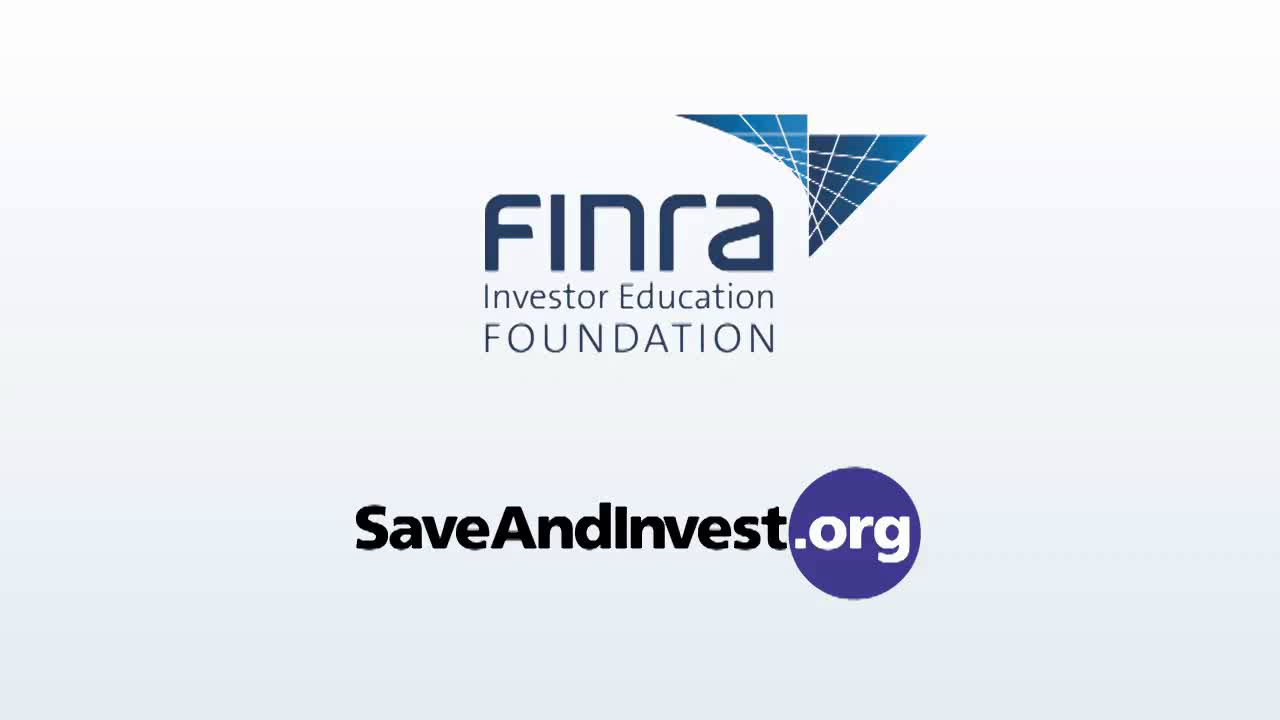 finra
Investor Education
FOUNDATION
SaveAndInvest.org